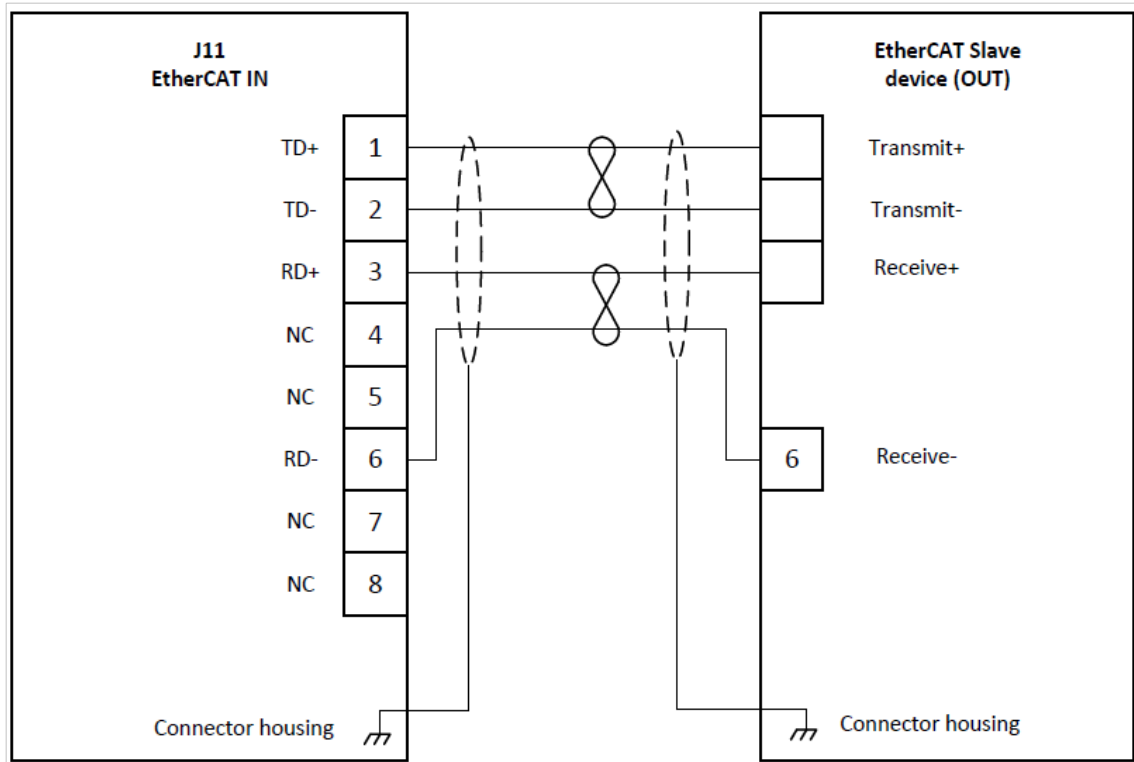 J11
EtherCAT IN
EtherCAT Slave
device (OUT)
TD+ 1 Transmit+
TD- 2 Transmit-
RD+ 3 Receive+
NC 4
NC 5
RD- 6 6 Receive-
NC 7
NC 8
Connector housing Connector housing